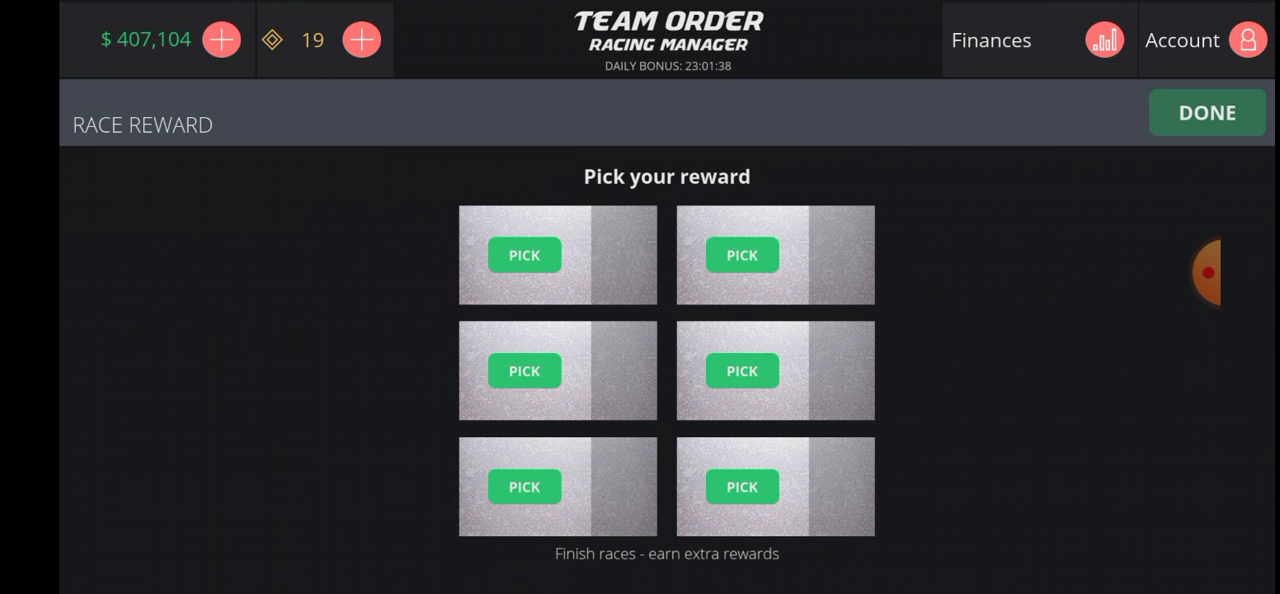 $ 407,104
19
TEAM ORDER
RACING MANAGER
DAILY BONUS: 23:01:38
Finances
Account
RACE REWARD
DONE
Pick your reward
PICK
PICK
PICK
PICK
PICK
PICK
Finish races - earn extra rewards